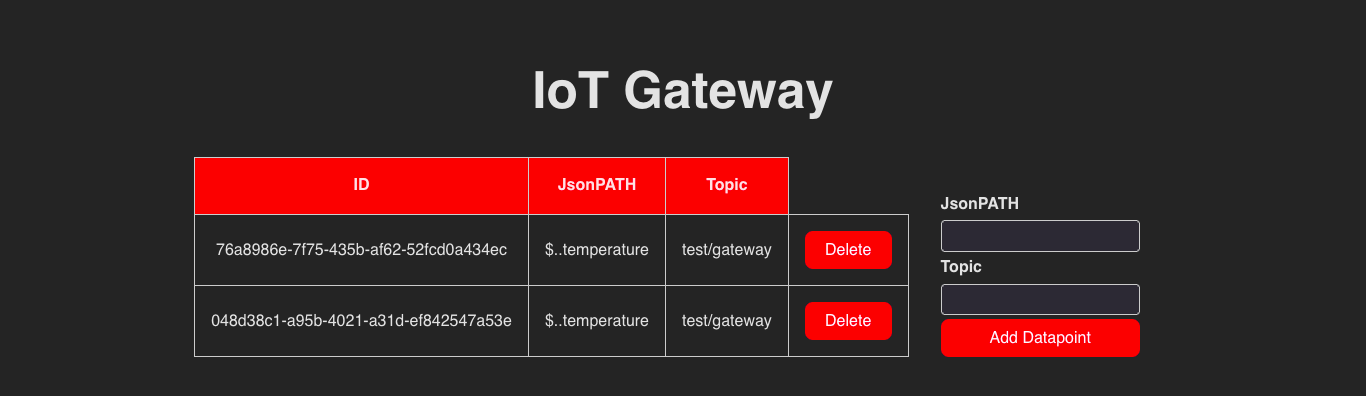 IoT Gateway
ID JsonPATH Topic
76a8986e-7f75-435b-af62-52fcd0a434ec $..temperature test/gateway Delete
048d38c1-a95b-4021-a31d-ef842547a53e $..temperature test/gateway Delete
JsonPATH
Topic
Add Datapoint